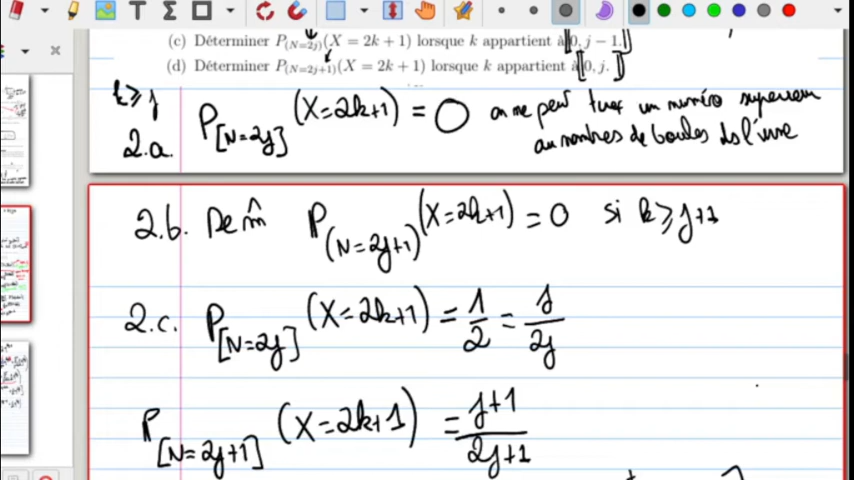 (c) Déterminer P(N=2j)(X = 2k + 1) lorsque k appartient à [[0, j − 1.]]
(d) Déterminer P(N=2j+1)(X = 2k + 1) lorsque k appartient à [[0, j.]]
k ≥ j
2.a. P[N=2j] (X=2k+1) = 0 on ne peut tirer un numéro supérieur
au nombres de boules ds l'urne
2.b. De m̂ P(N=2j+1) (X=2k+1) = 0 si k ≥ j+1
2.c. P[N=2j] (X=2k+1) = 1/2 = j/2j
P[N=2j+1] (X=2k+1) = j+1/2j+1